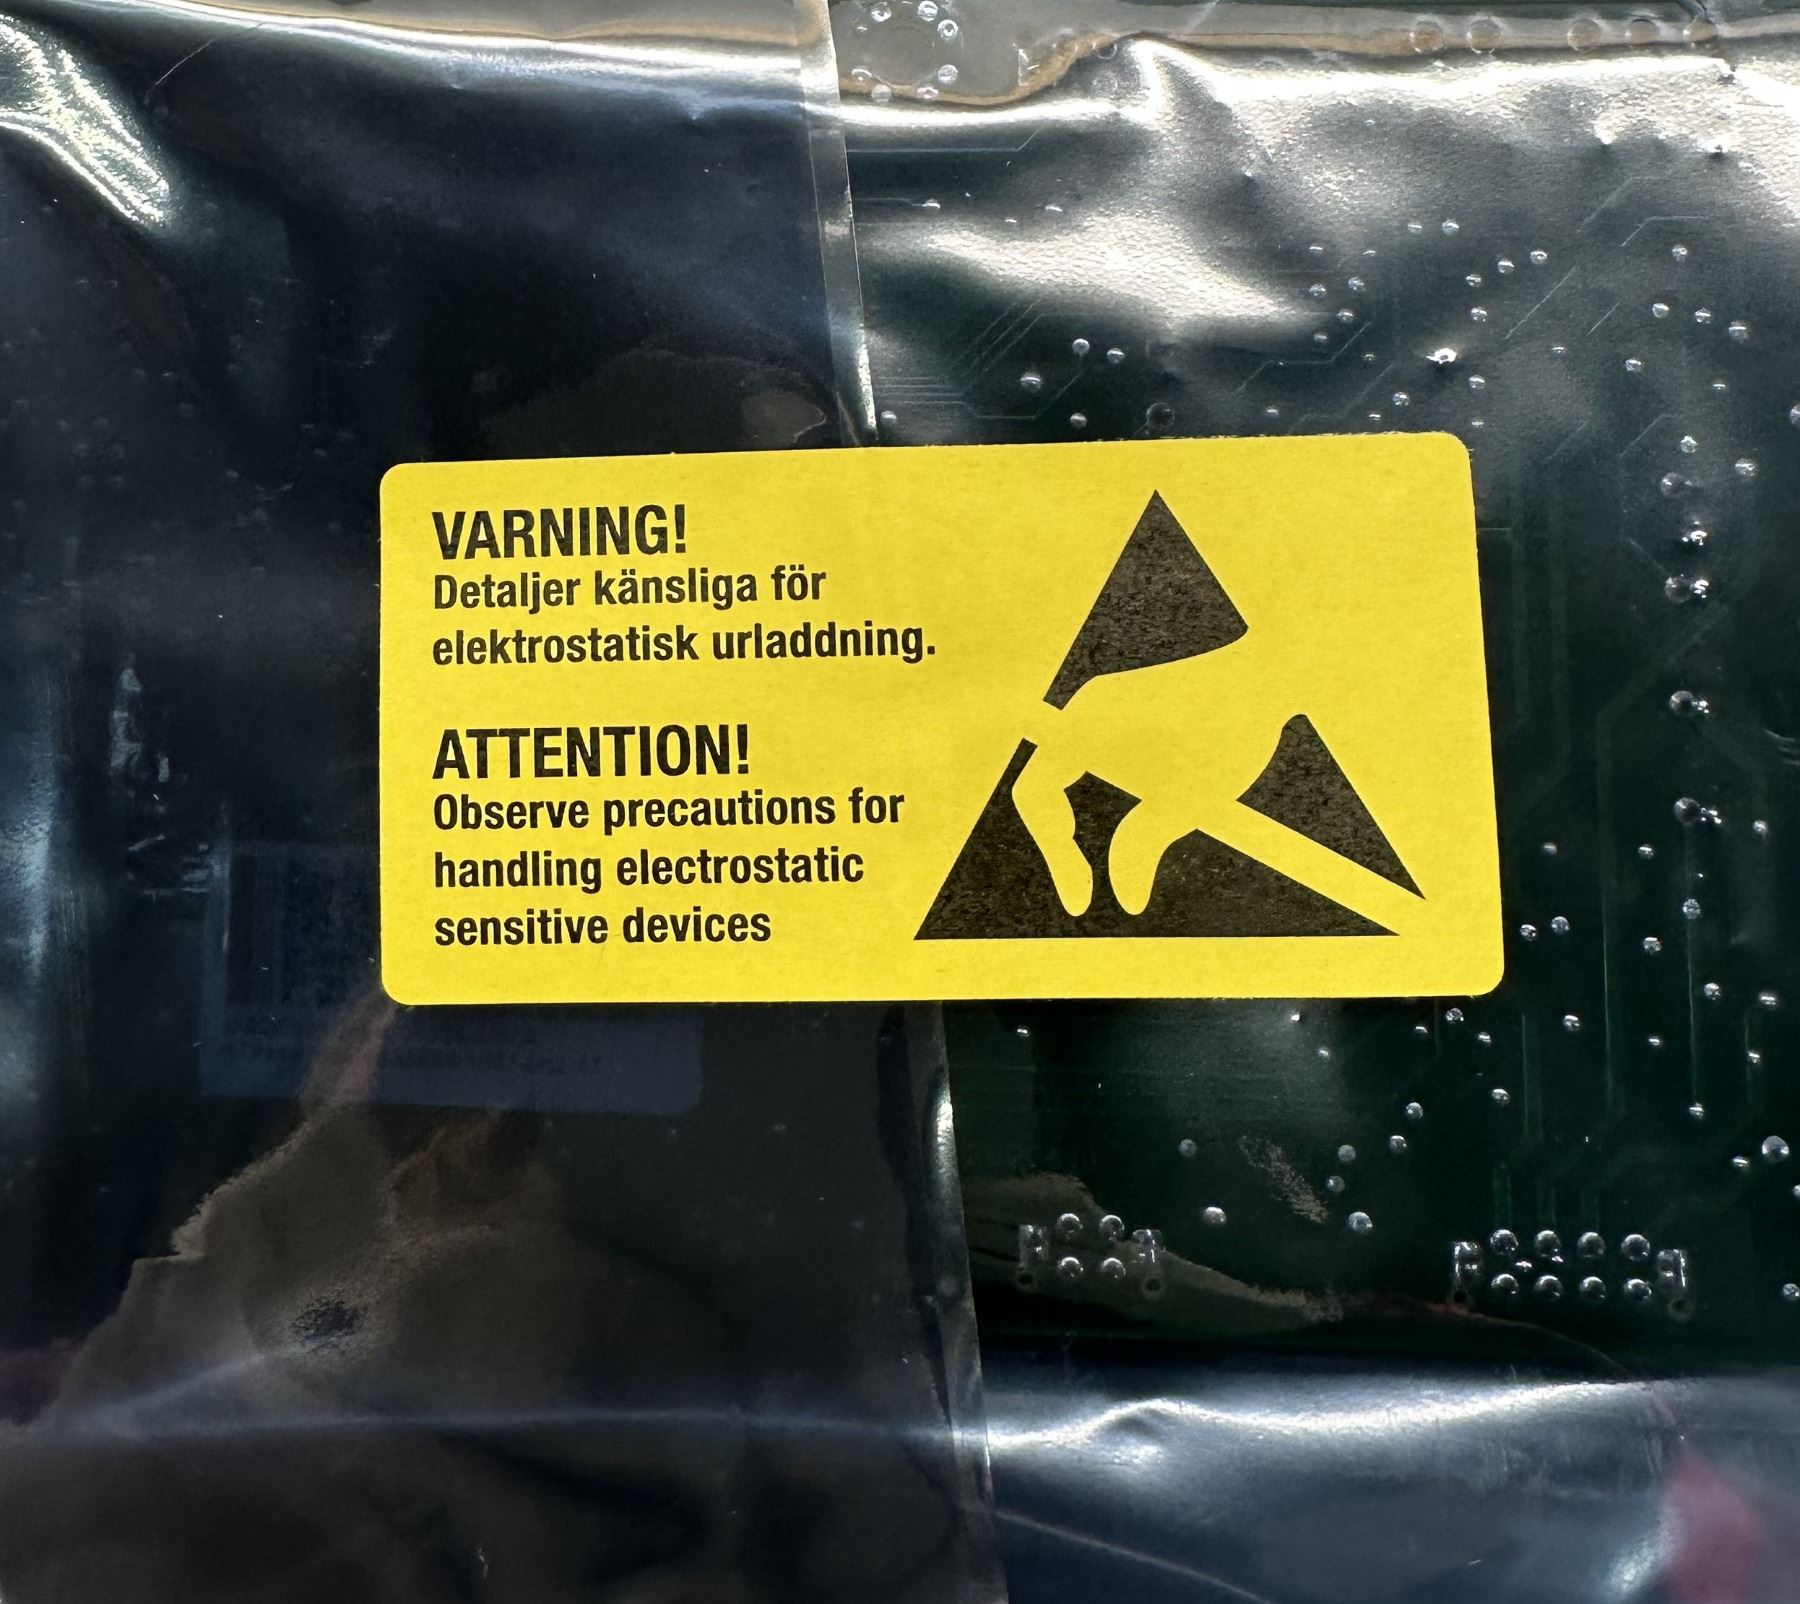 VARNING!
Detaljer känsliga för
elektrostatisk urladdning.
ATTENTION!
Observe precautions for
handling electrostatic
sensitive devices